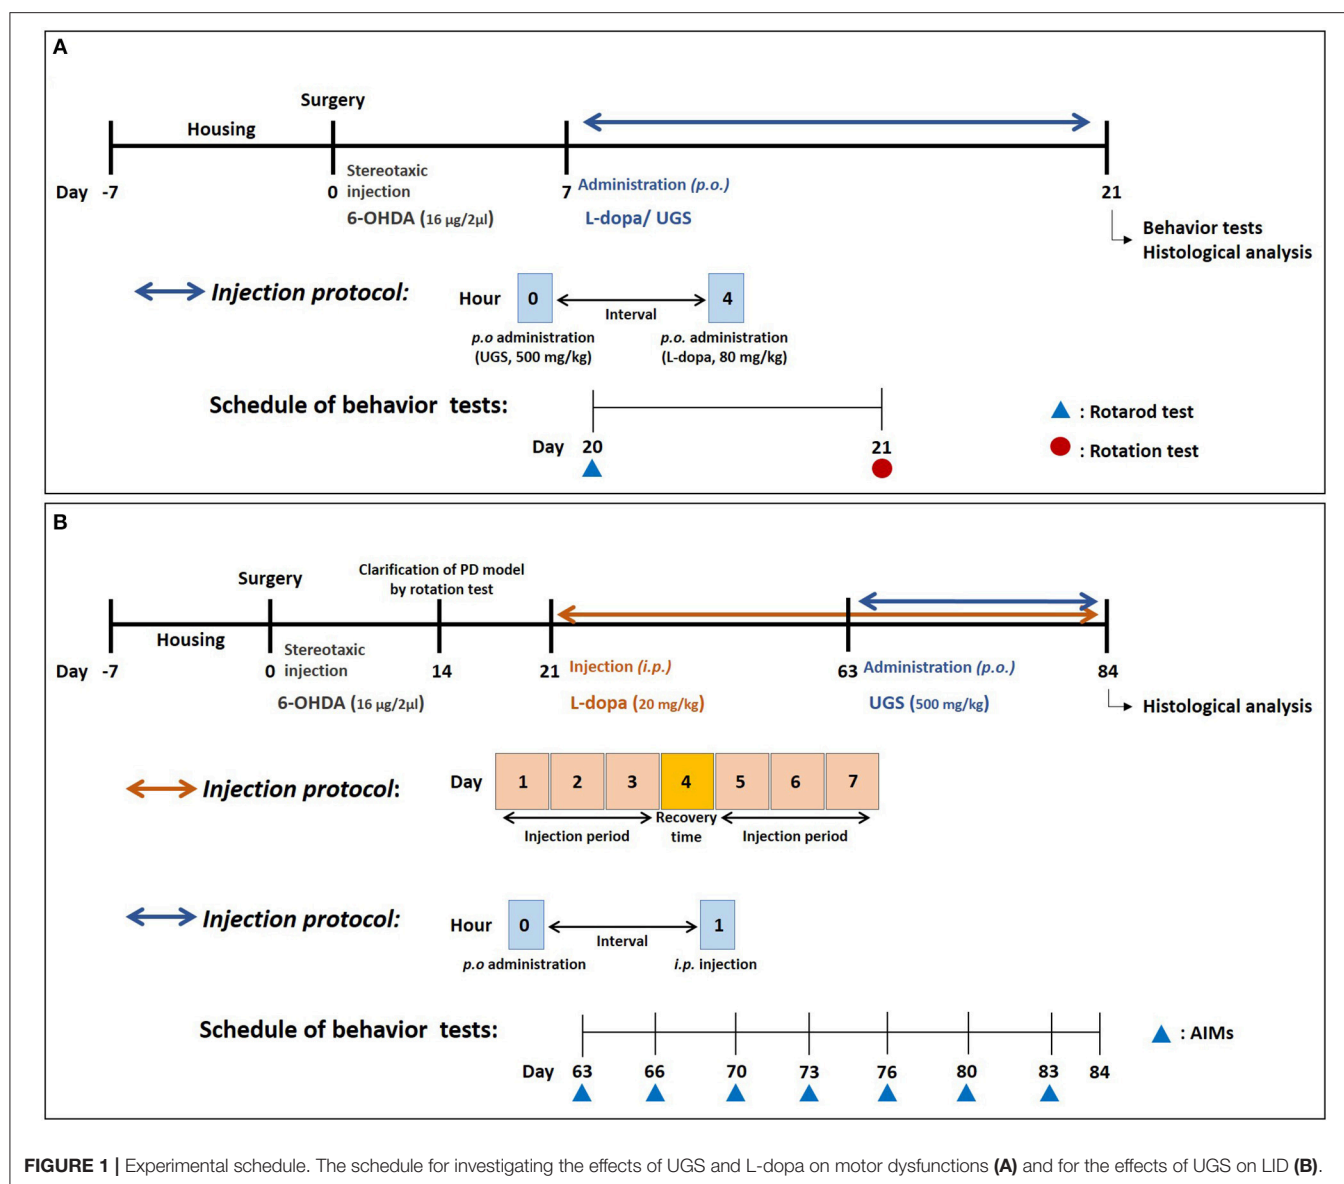 A
Surgery
Housing
Day -7 0 7 21
Stereotaxic
injection
6-OHDA (16 µg/2µl)
Administration (p.o.)
L-dopa/ UGS
Behavior tests
Histological analysis
Injection protocol:
Hour 0 4
Interval
p.o administration
(UGS, 500 mg/kg)
p.o. administration
(L-dopa, 80 mg/kg)
Schedule of behavior tests:
Day 20 21
: Rotarod test
: Rotation test
B
Clarification of PD model
by rotation test
Surgery
Housing
Day -7 0 14 21 63 84
Stereotaxic
injection
6-OHDA (16 µg/2µl)
Injection (i.p.)
L-dopa (20 mg/kg)
Administration (p.o.)
UGS (500 mg/kg)
Histological analysis
Injection protocol:
Day 1 2 3 4 5 6 7
Injection period
Recovery
time
Injection period
Injection protocol:
Hour 0 1
Interval
p.o administration
i.p. injection
Schedule of behavior tests:
: AIMs
Day 63 66 70 73 76 80 83 84
FIGURE 1 | Experimental schedule. The schedule for investigating the effects of UGS and L-dopa on motor dysfunctions (A) and for the effects of UGS on LID (B).